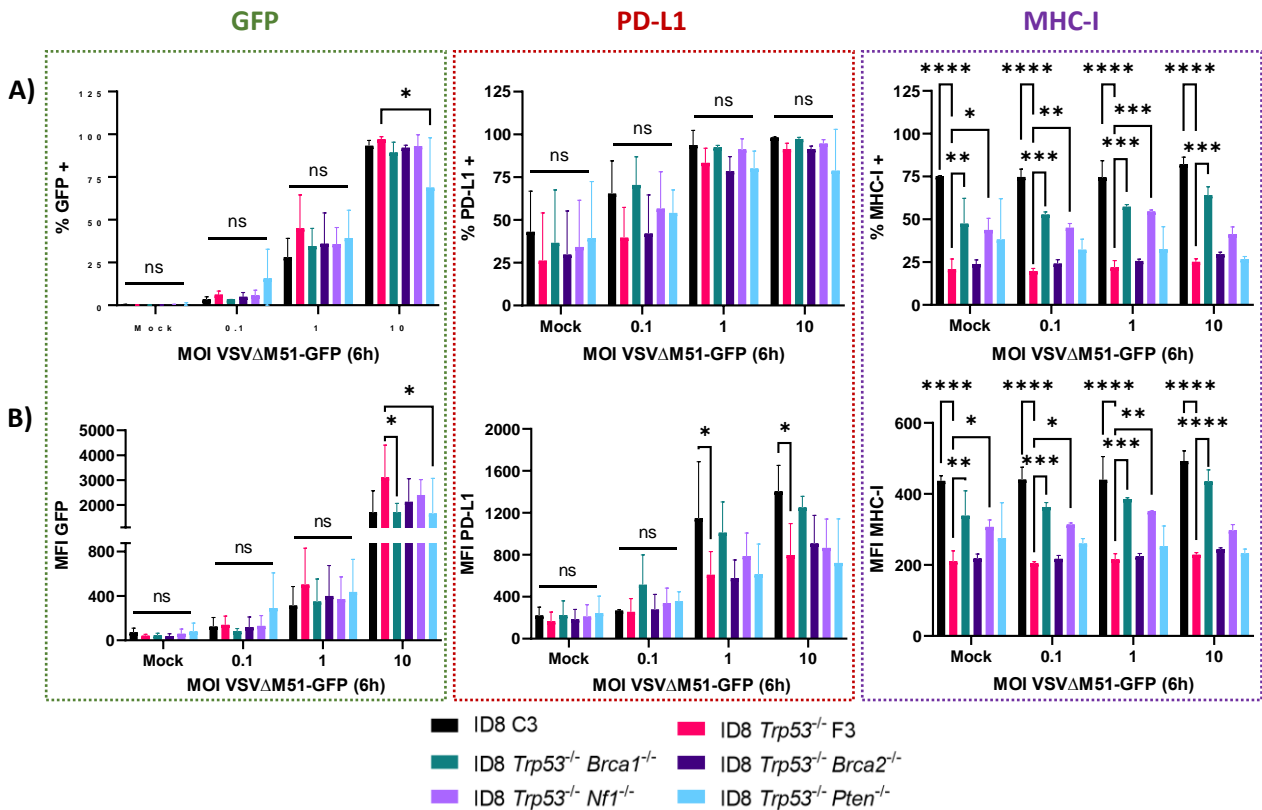 GFP
PD-L1
MHC-I
A)
% GFP +
125
100
75
50
25
0
ns
ns
ns
*
Mock
0.1
1
10
MOI VSVΔM51-GFP (6h)
% PD-L1 +
125
100
75
50
25
0
ns
ns
ns
ns
Mock
0.1
1
10
MOI VSVΔM51-GFP (6h)
% MHC-I +
125
100
75
50
25
0
**** **** **** ****
* ** ***
** *** *** ***
Mock
0.1
1
10
MOI VSVΔM51-GFP (6h)
B)
MFI GFP
5000
4000
3000
2000
1000
800
400
0
ns
ns
ns
*
*
Mock
0.1
1
10
MOI VSVΔM51-GFP (6h)
MFI PD-L1
2000
1600
1200
800
400
0
ns
ns
*
*
Mock
0.1
1
10
MOI VSVΔM51-GFP (6h)
MFI MHC-I
600
400
200
0
**** **** **** ****
* * ** ****
** *** ***
Mock
0.1
1
10
MOI VSVΔM51-GFP (6h)
ID8 C3
ID8 Trp53-/- F3
ID8 Trp53-/- Brca1-/-
ID8 Trp53-/- Brca2-/-
ID8 Trp53-/- Nf1-/-
ID8 Trp53-/- Pten-/-